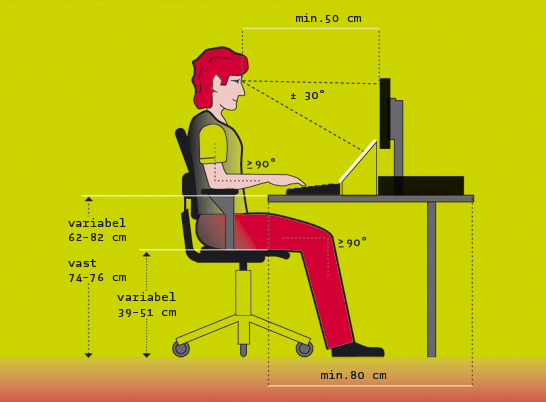 min.50 cm
± 30°
≥90°
variabel
62-82 cm
≥90°
vast
74-76 cm
variabel
39-51 cm
min.80 cm